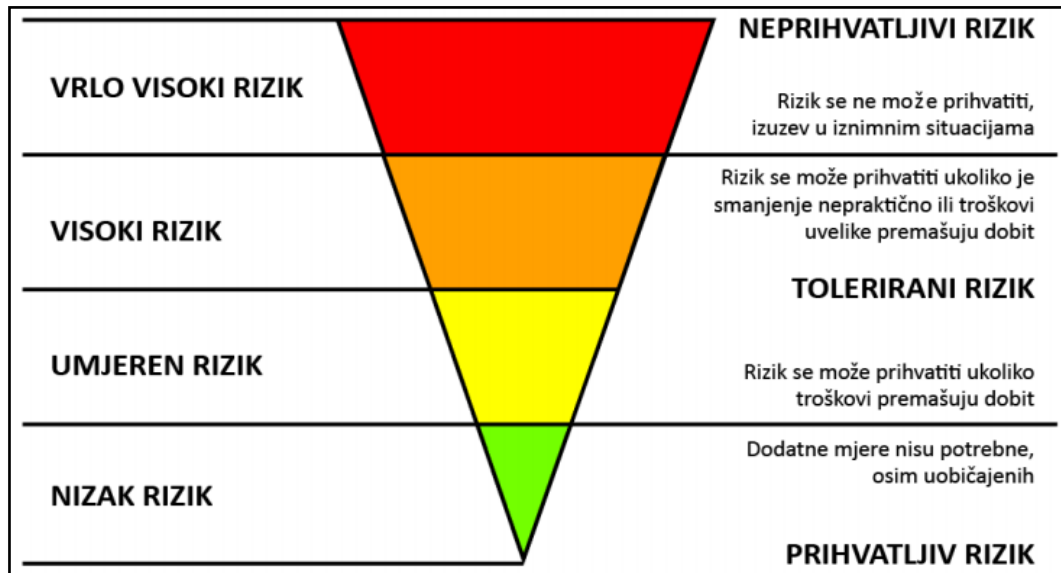 NEPRIHVATLJIVI RIZIK
VRLO VISOKI RIZIK
Rizik se ne može prihvatiti,
izuzev u iznimnim situacijama
Rizik se može prihvatiti ukoliko je
smanjenje nepraktično ili troškovi
uvelike premašuju dobit
VISOKI RIZIK
TOLERIRANI RIZIK
UMJEREN RIZIK
Rizik se može prihvatiti ukoliko
troškovi premašuju dobit
Dodatne mjere nisu potrebne,
osim uobičajenih
NIZAK RIZIK
PRIHVATLJIV RIZIK